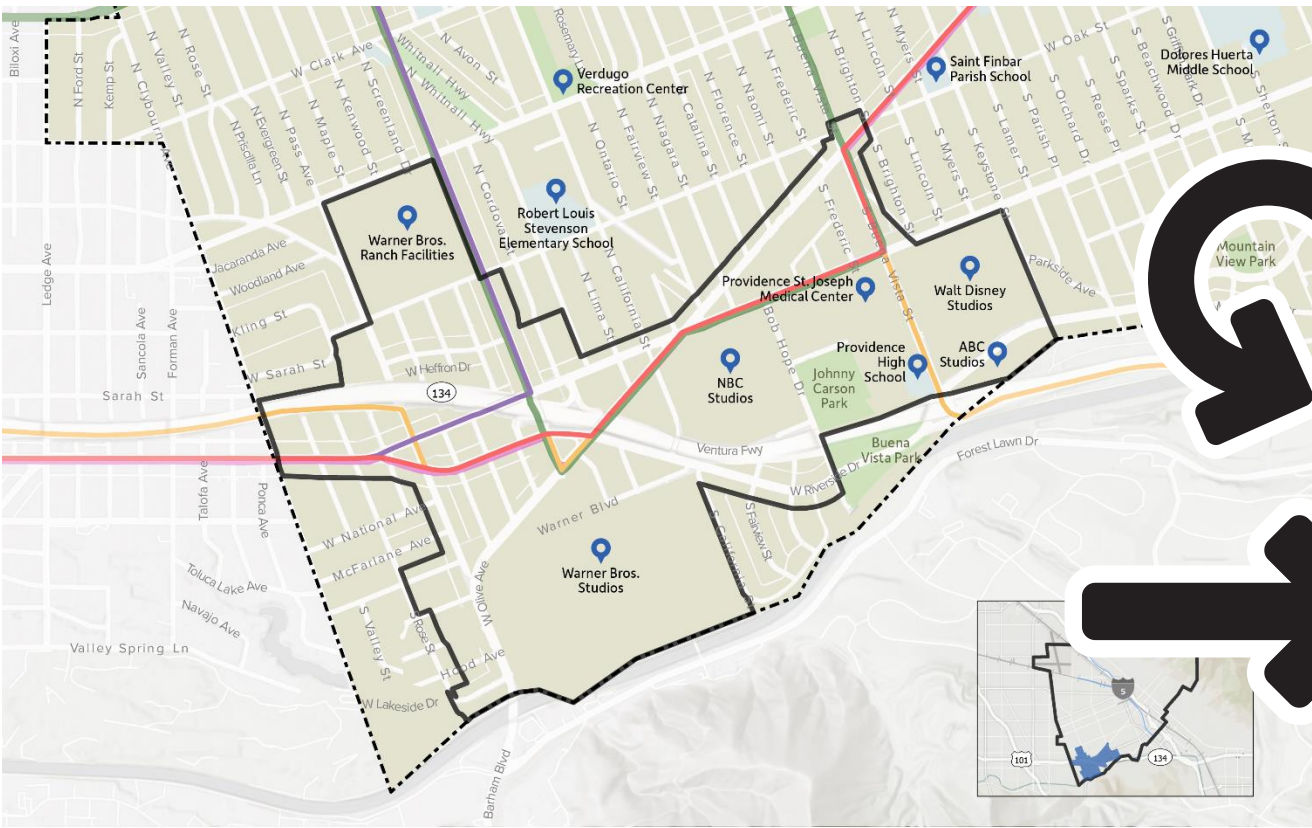 Biloxi Ave
N Ford St
Kemp St
N Valley St
N Rose St
W Clark Ave
Whitnall Hwy
N Whitnall Hwy
N Avon St
Verdugo
Recreation Center
N Buena Vista
N Brighton
N Lincoln
N Myers St
Saint Finbar
Parish School
W Oak St
Dolores Huerta
Middle School
N Priscilla Ln
N Evergreen St
N Pass Ave
N Maple St
N Kenwood St
N Screenland Dr
N Cordova St
N Ontario St
N Fairview St
N Niagara St
N Catalina St
N Florence St
N Naomi St
N Frederic St
S Brighton St
S Lincoln St
S Myers St
S Keystone St
S Lamer St
S Parish Pl
S Orchard Dr
S Reese Pl
S Sparks St
S Beachwood Dr
S Shelton St
Robert Louis
Stevenson
Elementary School
Warner Bros.
Ranch Facilities
Ledge Ave
Jacaranda Ave
Woodland Ave
Kling St
W Sarah St
Sancola Ave
Forman Ave
Sarah St
W Heffron Dr
134
N Lima St
N California St
Providence St. Joseph
Medical Center
S Frederic
S Buena Vista St
Bob Hope Dr
Walt Disney
Studios
Parkside Ave
Mountain
View Park
ABC
Studios
Providence
High
School
Johnny
Carson
Park
NBC
Studios
Ventura Fwy
Buena
Vista Park
Forest Lawn Dr
W Riverside Dr
Talofa Ave
Ponca Ave
W National Ave
McFarlane Ave
Warner Blvd
S Fairview St
Warner Bros.
Studios
W Olive Ave
Toluca Lake Ave
Navajo Ave
Valley Spring Ln
S Valley St
S Rose St
Hood Ave
W Lakeside Dr
Barham Blvd
5
101
134